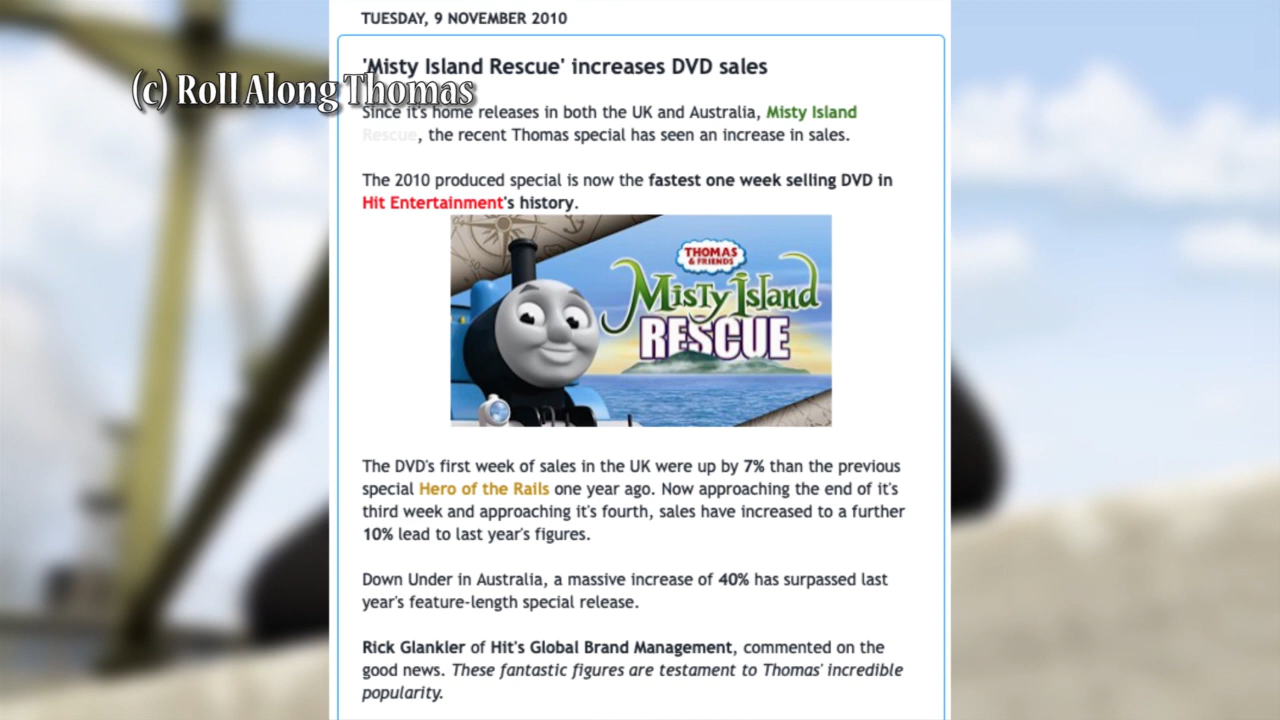 TUESDAY, 9 NOVEMBER 2010
'Misty Island Rescue' increases DVD sales
(c) Roll Along Thomas
Since it's home releases in both the UK and Australia, Misty Island
Rescue, the recent Thomas special has seen an increase in sales.
The 2010 produced special is now the fastest one week selling DVD in
Hit Entertainment's history.
THOMAS
& FRIENDS
Misty Island
RESCUE
The DVD's first week of sales in the UK were up by 7% than the previous
special Hero of the Rails one year ago. Now approaching the end of it's
third week and approaching it's fourth, sales have increased to a further
10% lead to last year's figures.
Down Under in Australia, a massive increase of 40% has surpassed last
year's feature-length special release.
Rick Glankler of Hit's Global Brand Management, commented on the
good news. These fantastic figures are testament to Thomas' incredible
popularity.